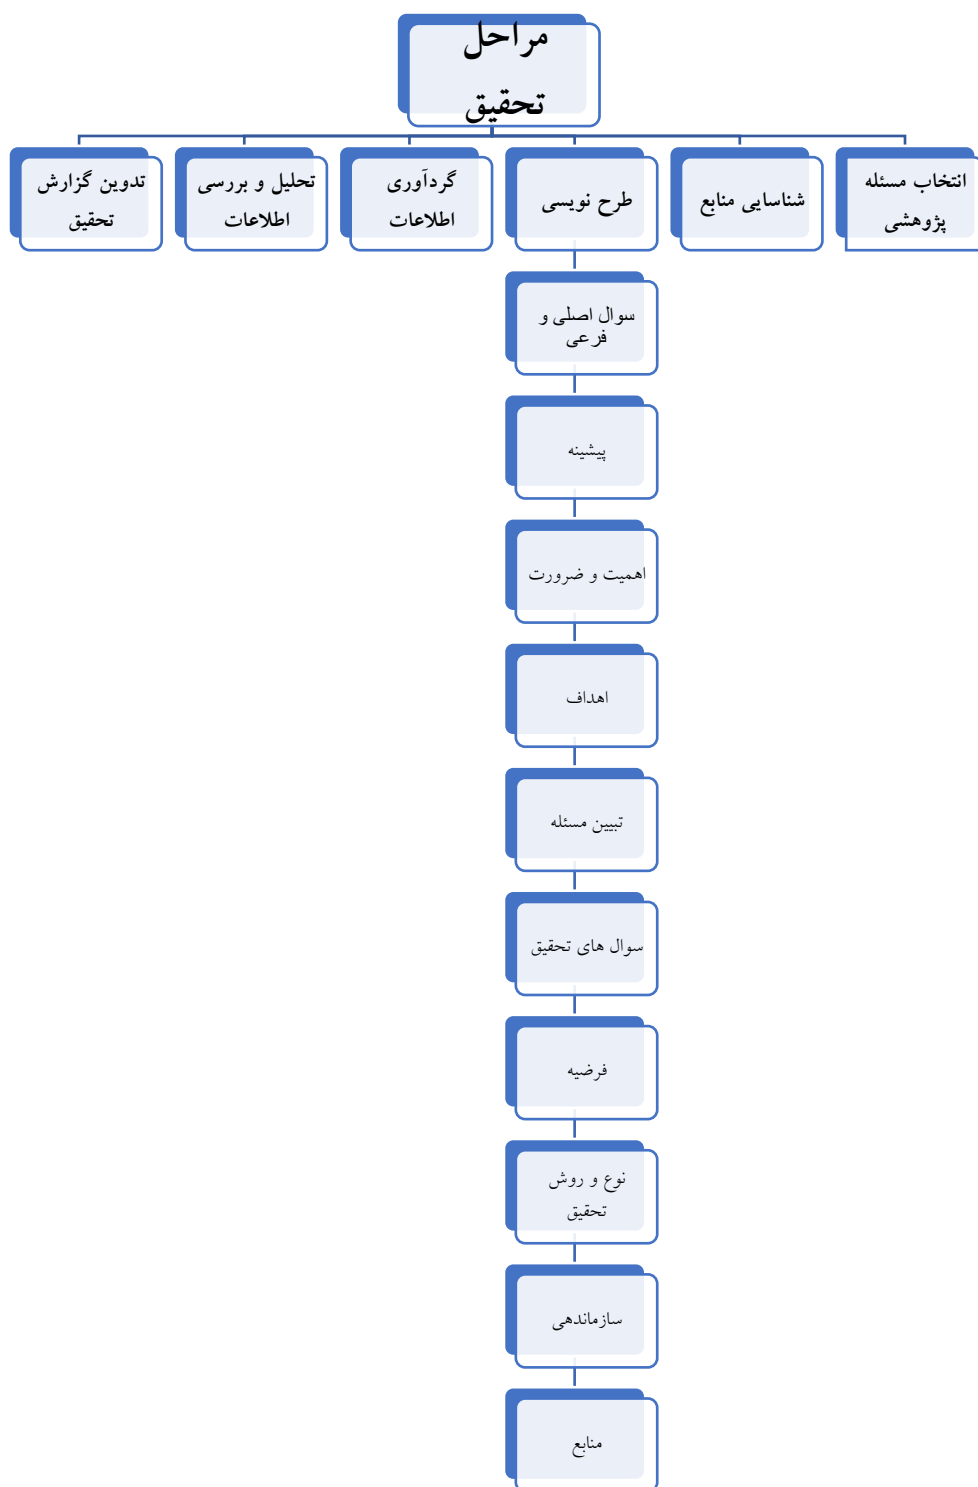 مراحل
تحقیق
انتخاب مسئله
پژوهشی
شناسایی منابع
طرح نویسی
گردآوری
اطلاعات
تحلیل و بررسی
اطلاعات
تدوین گزارش
تحقیق
سوال اصلی و
فرعی
پیشینه
اهمیت و ضرورت
اهداف
تبیین مسئله
سوال های تحقیق
فرضیه
نوع و روش
تحقیق
سازماندهی
منابع